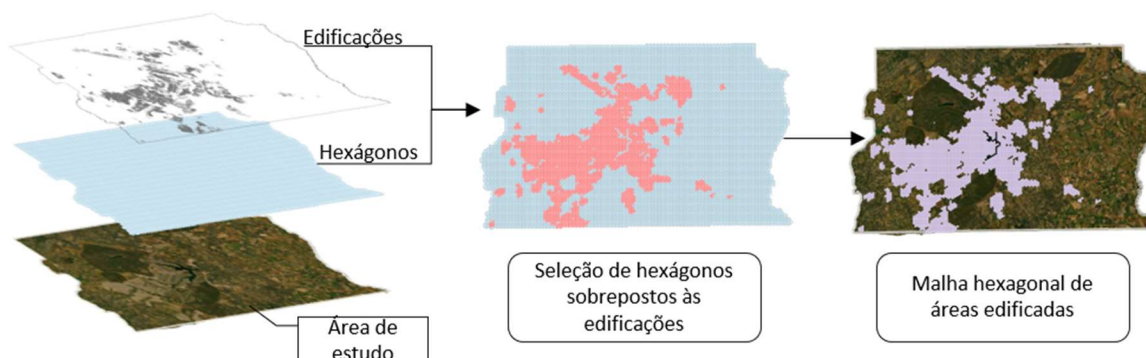 Edificações
Hexágonos
Área de
estudo
Seleção de hexágonos
sobrepostos às
edificações
Malha hexagonal de
áreas edificadas